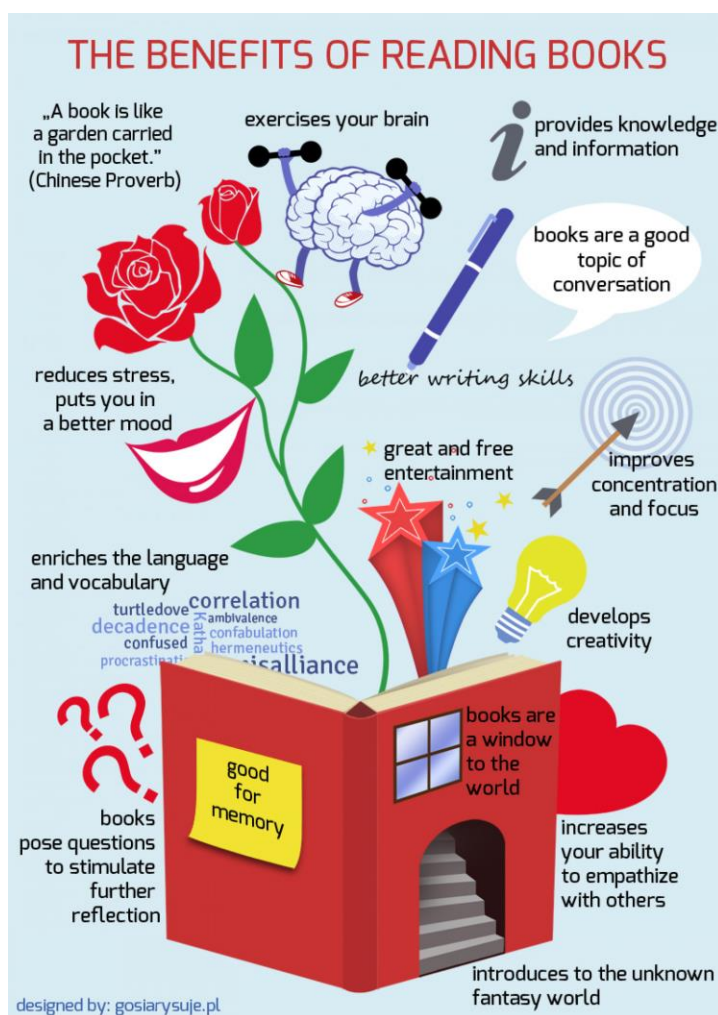 THE BENEFITS OF READING BOOKS
„A book is like
a garden carried
in the pocket.”
(Chinese Proverb)
exercises your brain
provides knowledge
and information
books are a good
topic of
conversation
reduces stress,
puts you in
a better mood
better writing skills
great and free
entertainment
improves
concentration
and focus
enriches the language
and vocabulary
turtledove
correlation
decadence
ambivalence
confused
confabulation
hermeneutics
develops
creativity
books are
a window
to the
world
good
for
memory
books
pose questions
to stimulate
further
reflection
increases
your ability
to empathize
with others
introduces to the unknown
fantasy world
designed by: gosiarysuje.pl